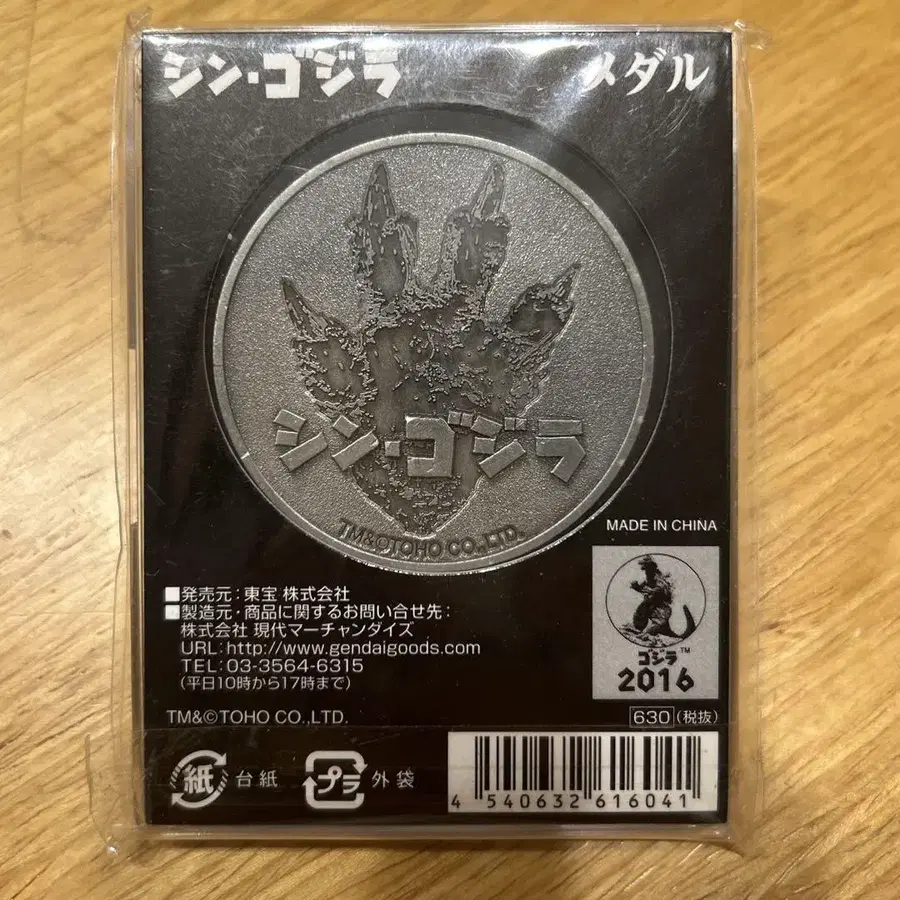 シン・ゴジラ メダル
シン・ゴジラ
TM&©TOHO CO.,LTD.
MADE IN CHINA
■発売元：東宝 株式会社
■製造元・商品に関するお問い合せ先：
株式会社 現代マーチャンダイズ
URL：http://www.gendaigoods.com
TEL：03-3564-6315
(平日10時から17時まで)
ゴジラ™
2016
TM&©TOHO CO.,LTD.
630(税抜)
紙 台紙
プラ 外袋
4 540632 616041